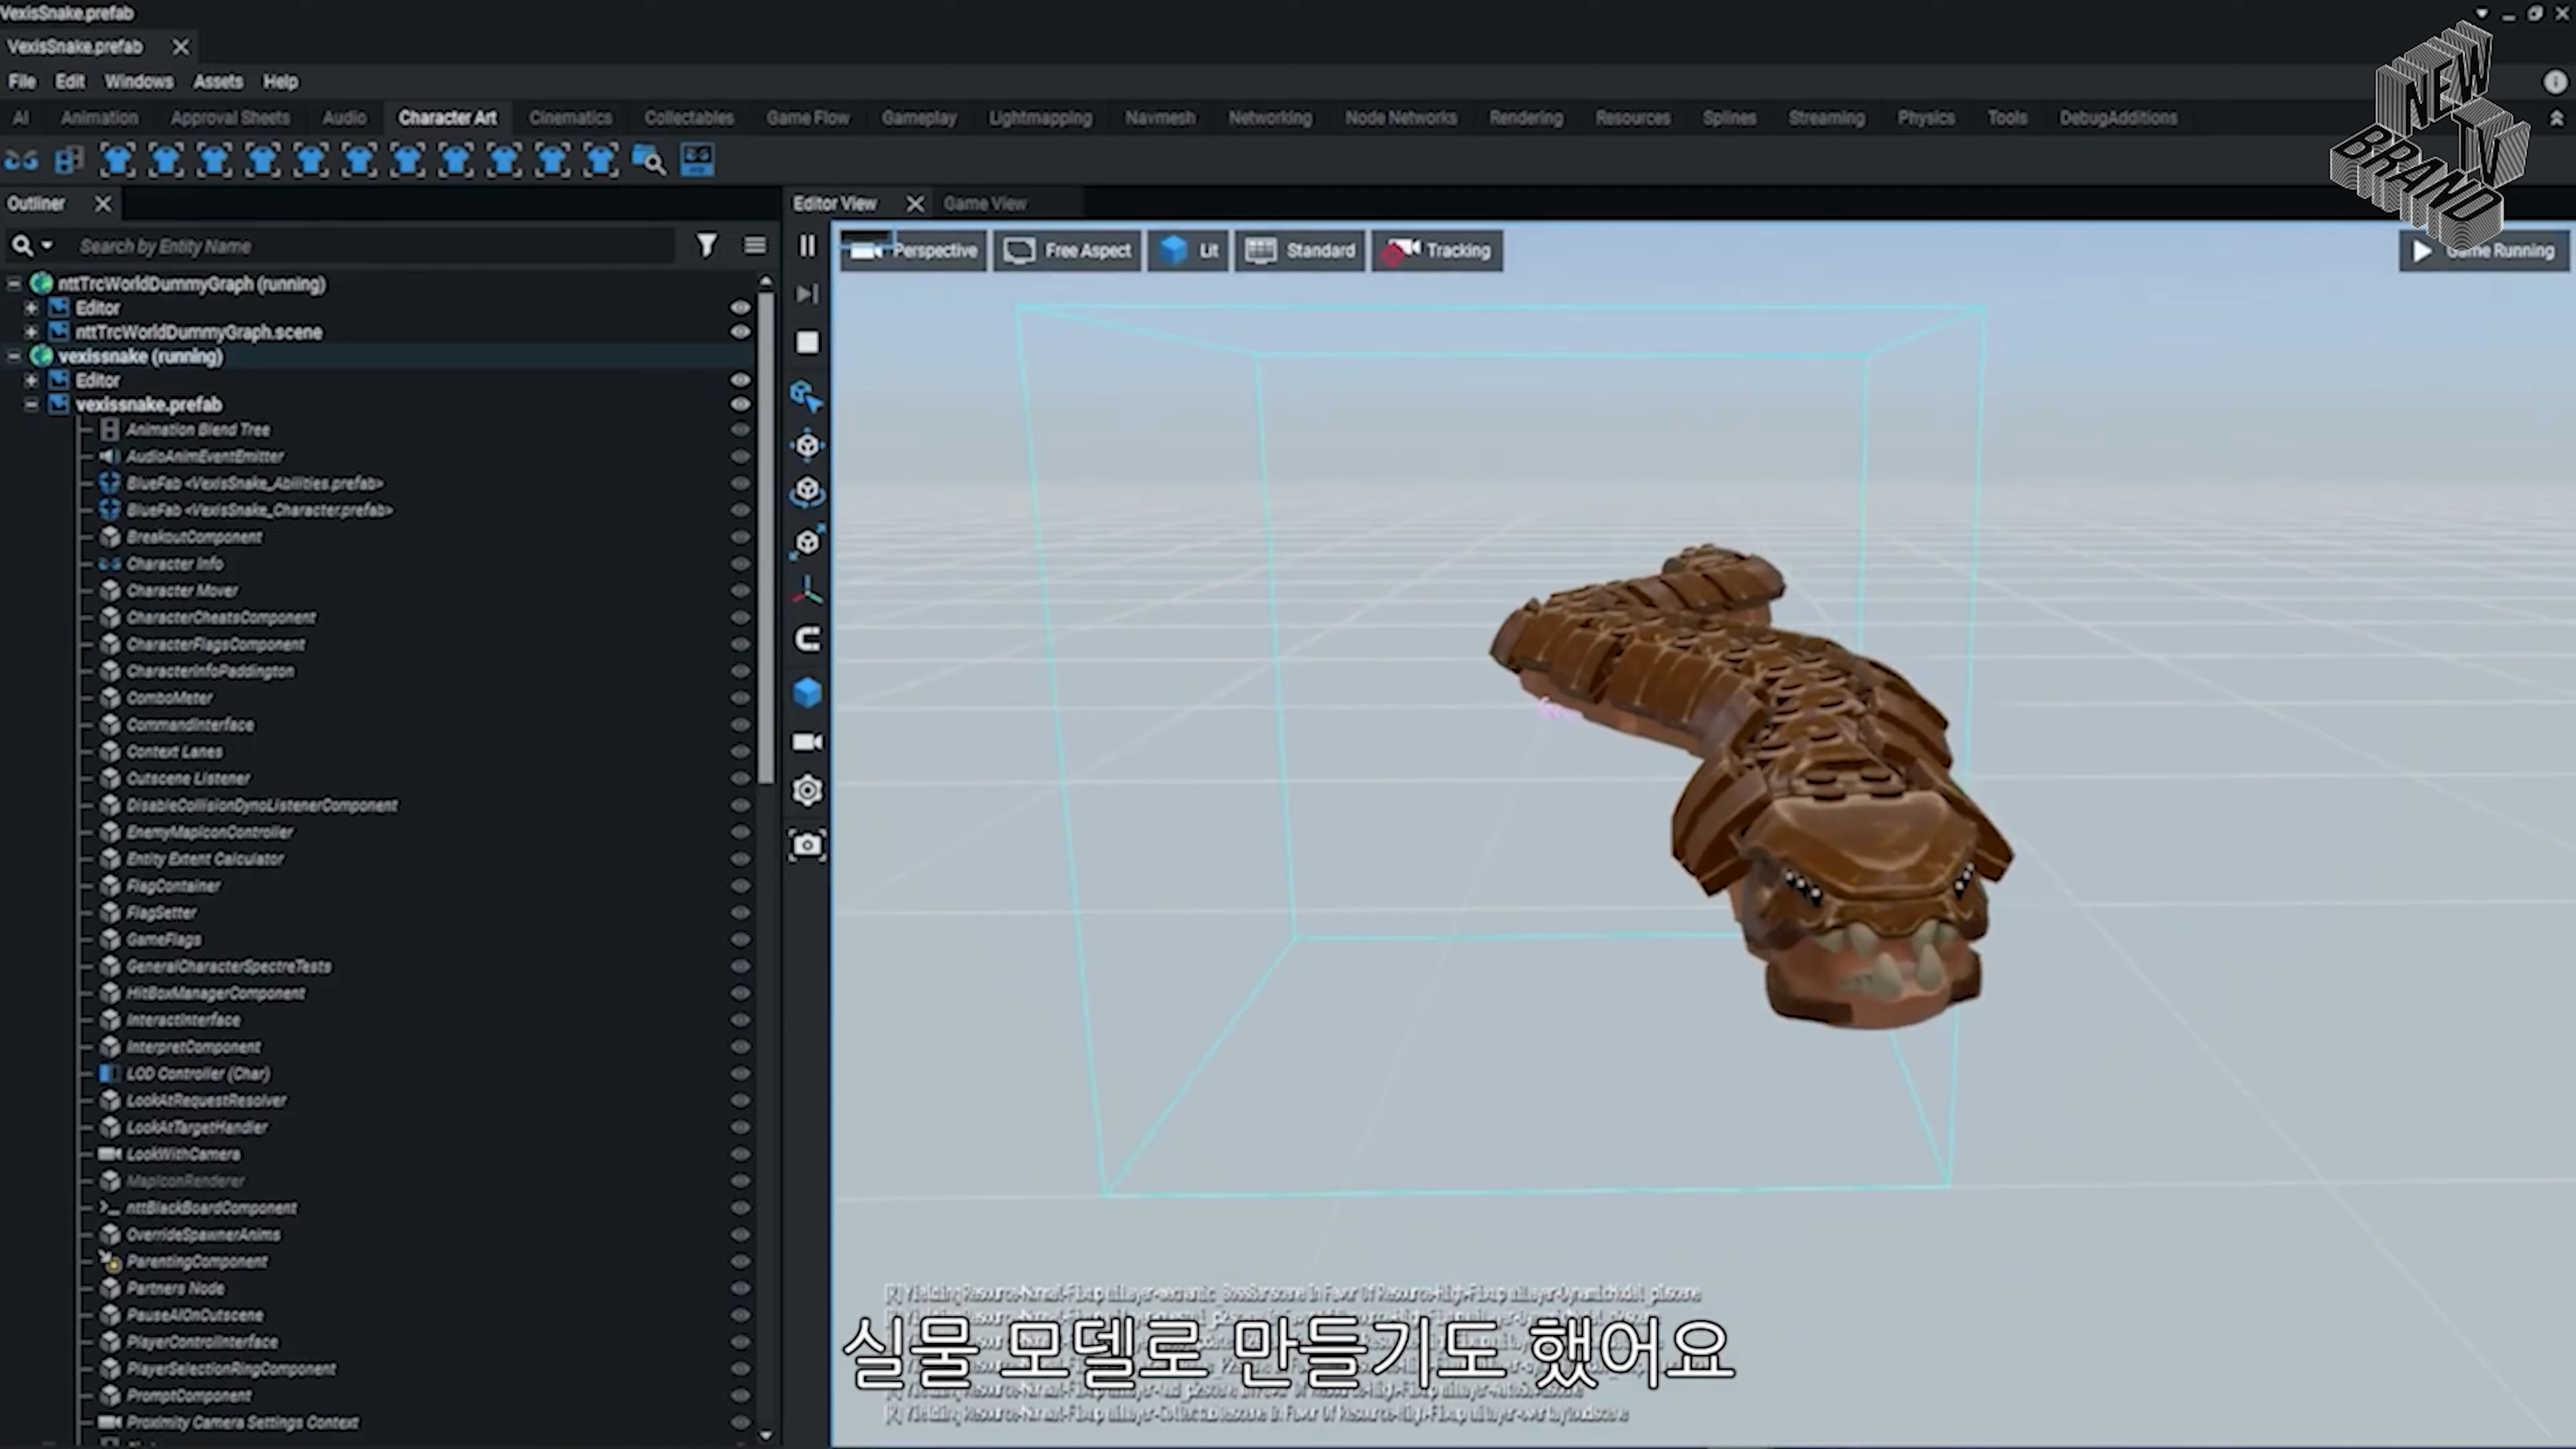 VexisSnake.prefab
VexisSnake.prefab
File Edit Windows Assets Help
AI Animation Approval Sheets Audio Character Art Cinematics Collectables Game Flow Gameplay Lightmapping Navmesh Networking Node Networks Rendering Resources Splines Streaming Physics Tools DebugAdditions
NEW
TV
BRAND
Outliner
Editor View Game View
Search by Entity Name
Perspective Free Aspect Lit Standard Tracking
Game Running
nttTrcWorldDummyGraph (running)
Editor
nttTrcWorldDummyGraph.scene
vexissnake (running)
Editor
vexissnake.prefab
Animation Blend Tree
AudioAnimEventEmitter
BlueFab <VexisSnake_Abilities.prefab>
BlueFab <VexisSnake_Character.prefab>
BreakoutComponent
Character Info
Character Mover
CharacterCheatsComponent
CharacterFlagsComponent
CharacterInfoPaddington
ComboMeter
CommandInterface
Context Lanes
Cutscene Listener
DisableCollisionDynoListenerComponent
EnemyMapIconController
Entity Extent Calculator
FlagContainer
FlagSetter
GameFlags
GeneralCharacterSpectreTests
HitBoxManagerComponent
InteractInterface
InterpretComponent
LOD Controller (Char)
LookAtRequestResolver
LookAtTargetHandler
LookWithCamera
MapIconRenderer
nttBlackBoardComponent
OverrideSpawnerAnims
ParentingComponent
Partners Node
PauseAIOnCutscene
PlayerControlInterface
PlayerSelectionRingComponent
PromptComponent
Proximity Camera Settings Context
실물 모델로 만들기도 했어요